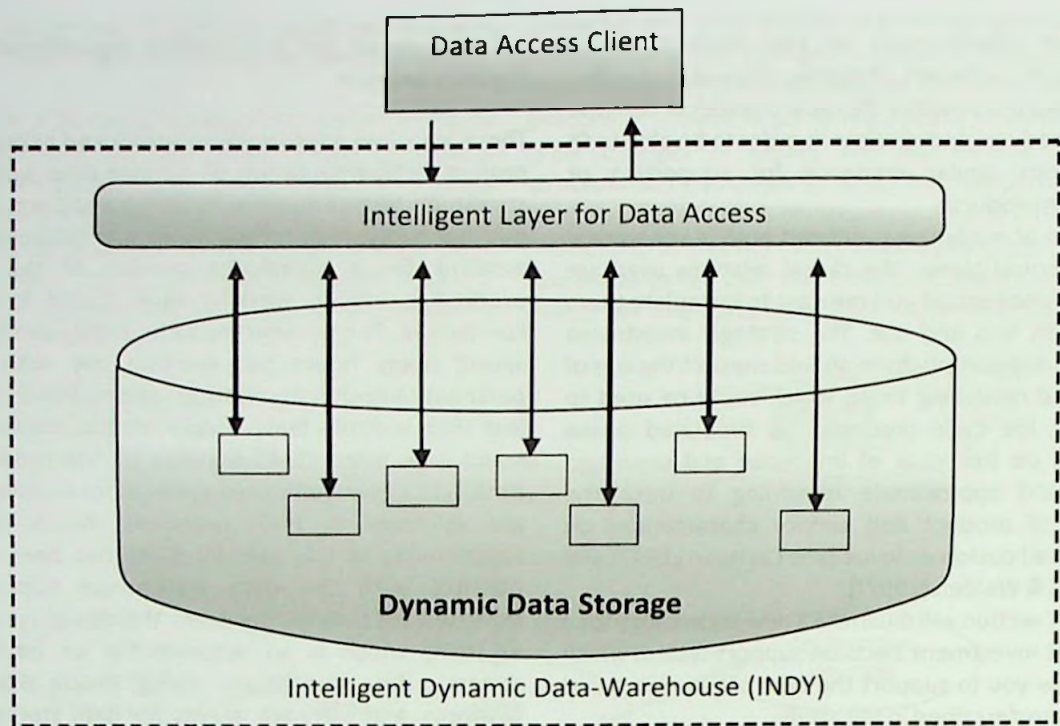 Data Access Client
Intelligent Layer for Data Access
Dynamic Data Storage
Intelligent Dynamic Data-Warehouse (INDY)